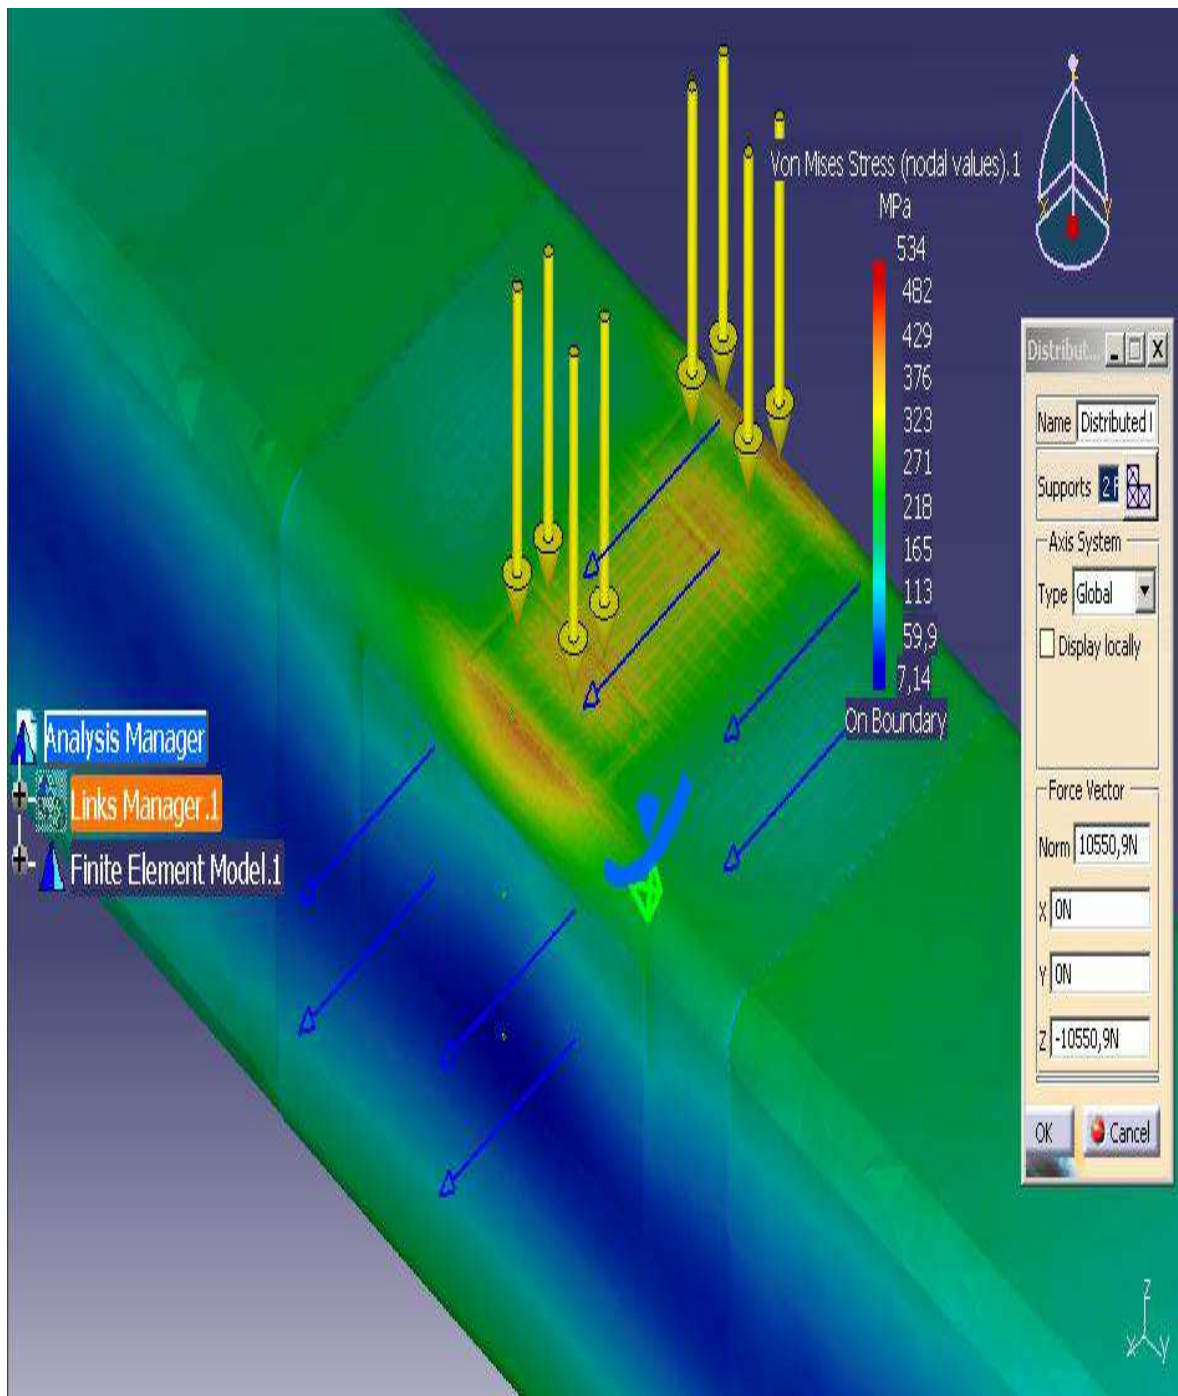 Von Mises Stress (nodal values).1
MPa
534
482
429
376
323
271
218
165
113
59,9
7,14
On Boundary
Distribut...
Name Distributed
Supports 2 F
Axis System
Type Global
Display locally
Force Vector
Norm 10550,9N
X 0N
Y 0N
Z -10550,9N
OK Cancel
Analysis Manager
Links Manager.1
Finite Element Model.1
z
x y